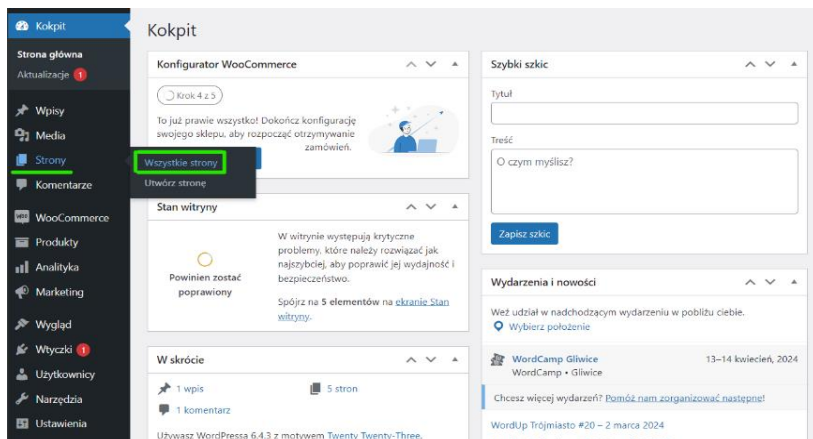 Kokpit
Strona główna
Aktualizacje 1
Wpisy
Media
Strony
Komentarze
WooCommerce
Produkty
Analityka
Marketing
Wygląd
Wtyczki 1
Użytkownicy
Narzędzia
Ustawienia
Wszystkie strony
Utwórz stronę
Kokpit
Konfigurator WooCommerce
Krok 4 z 5
To już prawie wszystko! Dokończ konfigurację
swojego sklepu, aby rozpocząć otrzymywanie
zamówień.
Stan witryny
Powinien zostać
poprawiony
W witrynie występują krytyczne
problemy, które należy rozwiązać jak
najszybciej, aby poprawić jej wydajność i
bezpieczeństwo.
Spójrz na 5 elementów na ekranie Stan
witryny.
W skrócie
1 wpis
5 stron
1 komentarz
Używasz WordPressa 6.4.3 z motywem Twenty Twenty-Three.
Szybki szkic
Tytuł
Treść
O czym myślisz?
Zapisz szkic
Wydarzenia i nowości
Weź udział w nadchodzącym wydarzeniu w pobliżu ciebie.
Wybierz położenie
WordCamp Gliwice
13–14 kwiecień, 2024
WordCamp • Gliwice
Chcesz więcej wydarzeń? Pomóż nam zorganizować następne!
WordUp Trójmiasto #20 – 2 marca 2024